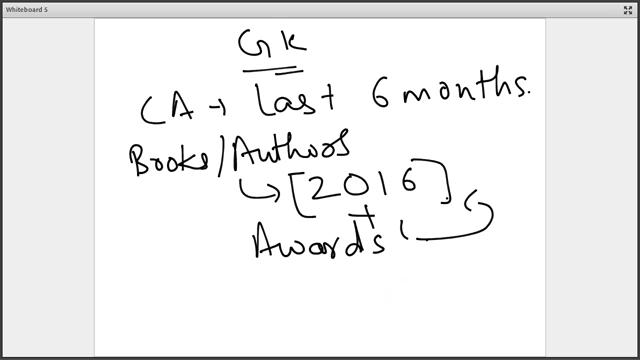 Whiteboard 5
GK
CA → last 6 months.
Books/Authors
↳ [2016]
+
Awards